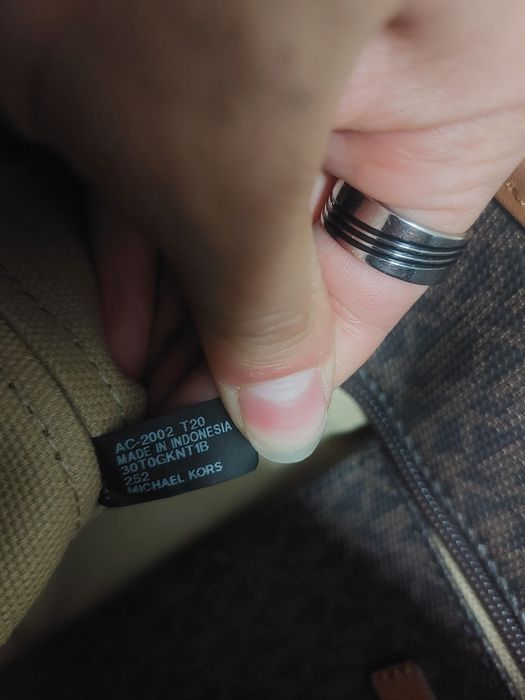 AC-2002 T20
MADE IN INDONESIA
30T0GKNT1B
252
MICHAEL KORS